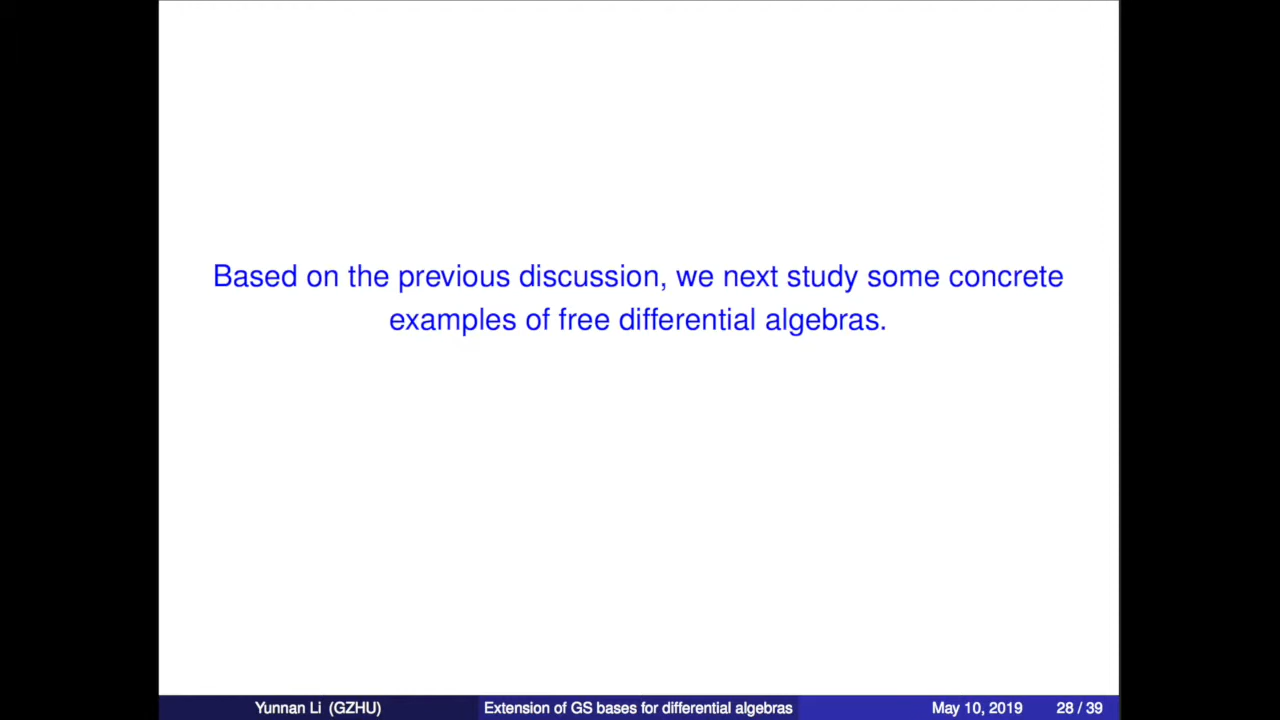 Based on the previous discussion, we next study some concrete
examples of free differential algebras.
Yunnan Li (GZHU) Extension of GS bases for differential algebras May 10, 2019 28 / 39